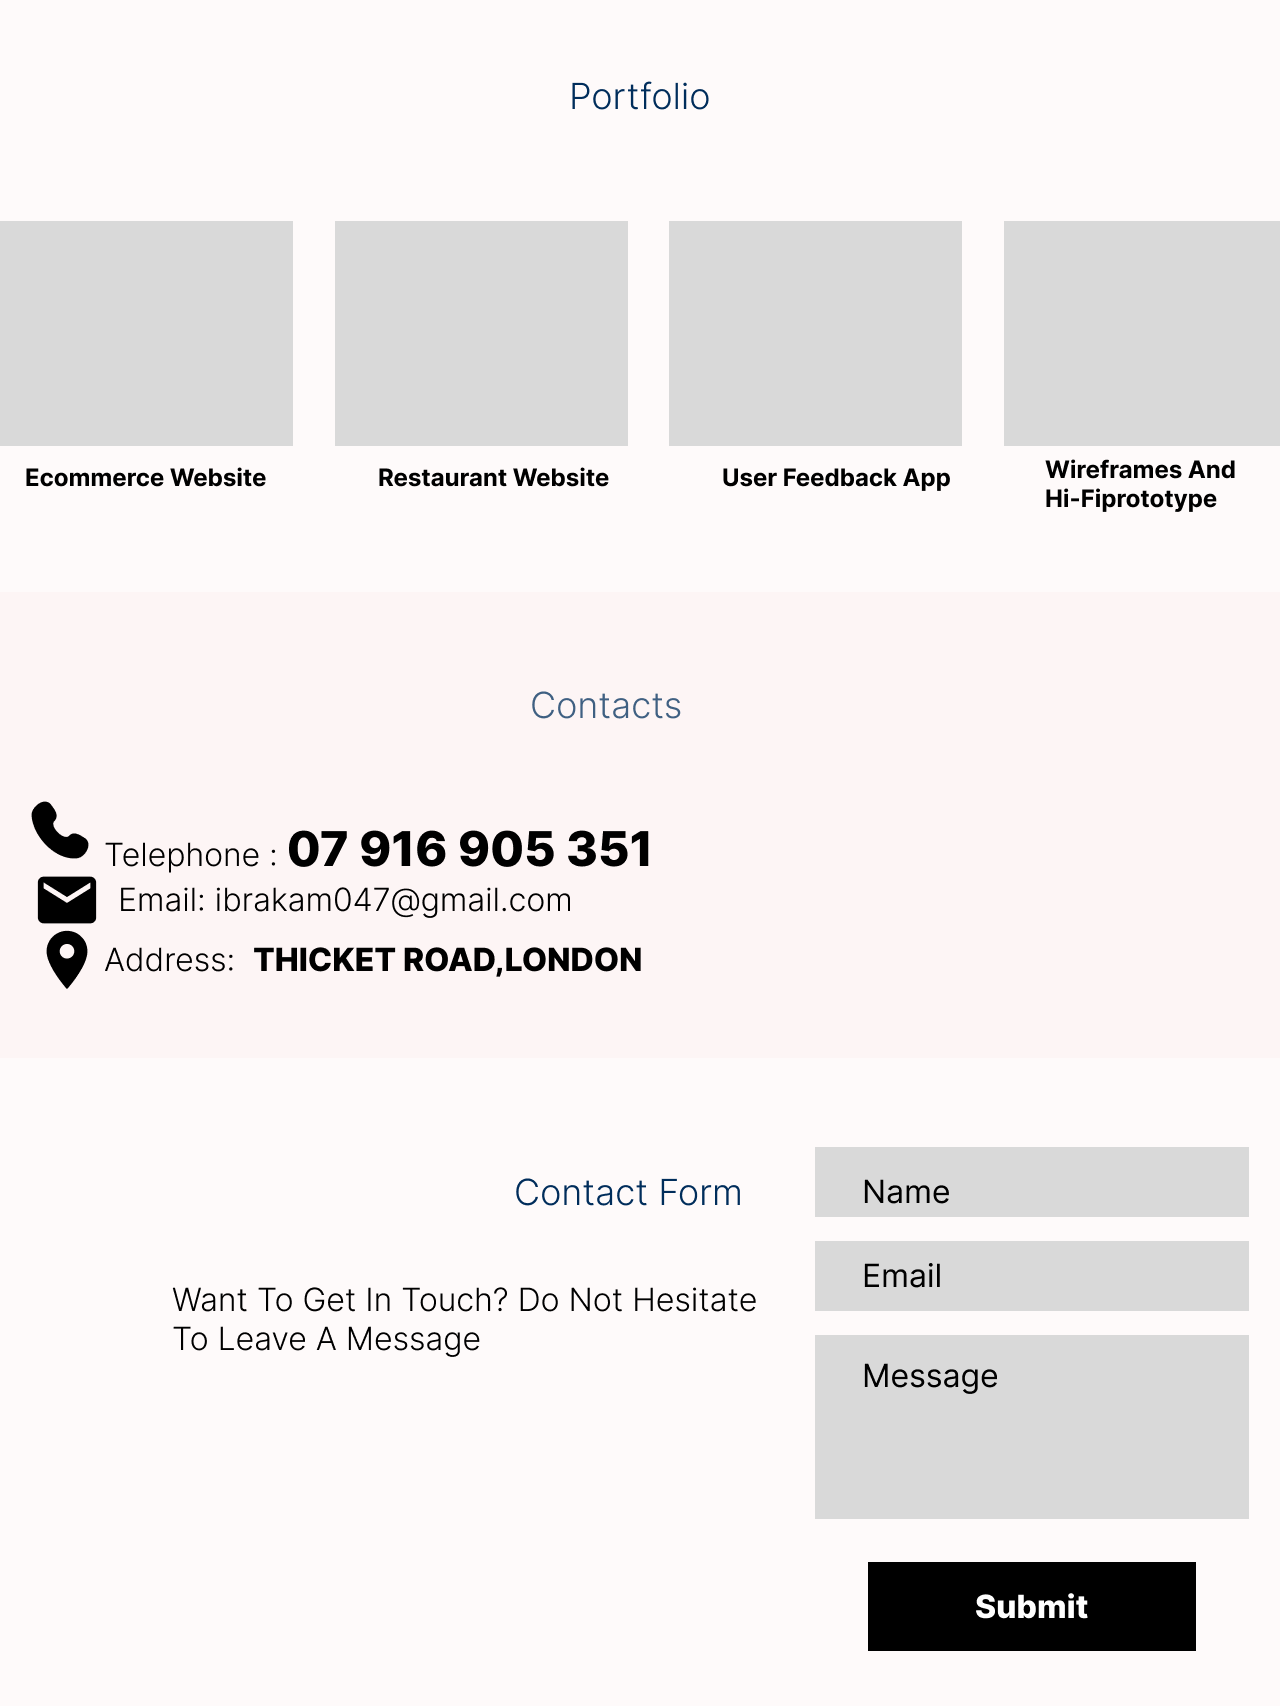 Portfolio
Ecommerce Website
Restaurant Website
User Feedback App
Wireframes And
Hi-Fiprototype
Contacts
Telephone : 07 916 905 351
Email: ibrakam047@gmail.com
Address: THICKET ROAD,LONDON
Contact Form
Want To Get In Touch? Do Not Hesitate
To Leave A Message
Name
Email
Message
Submit